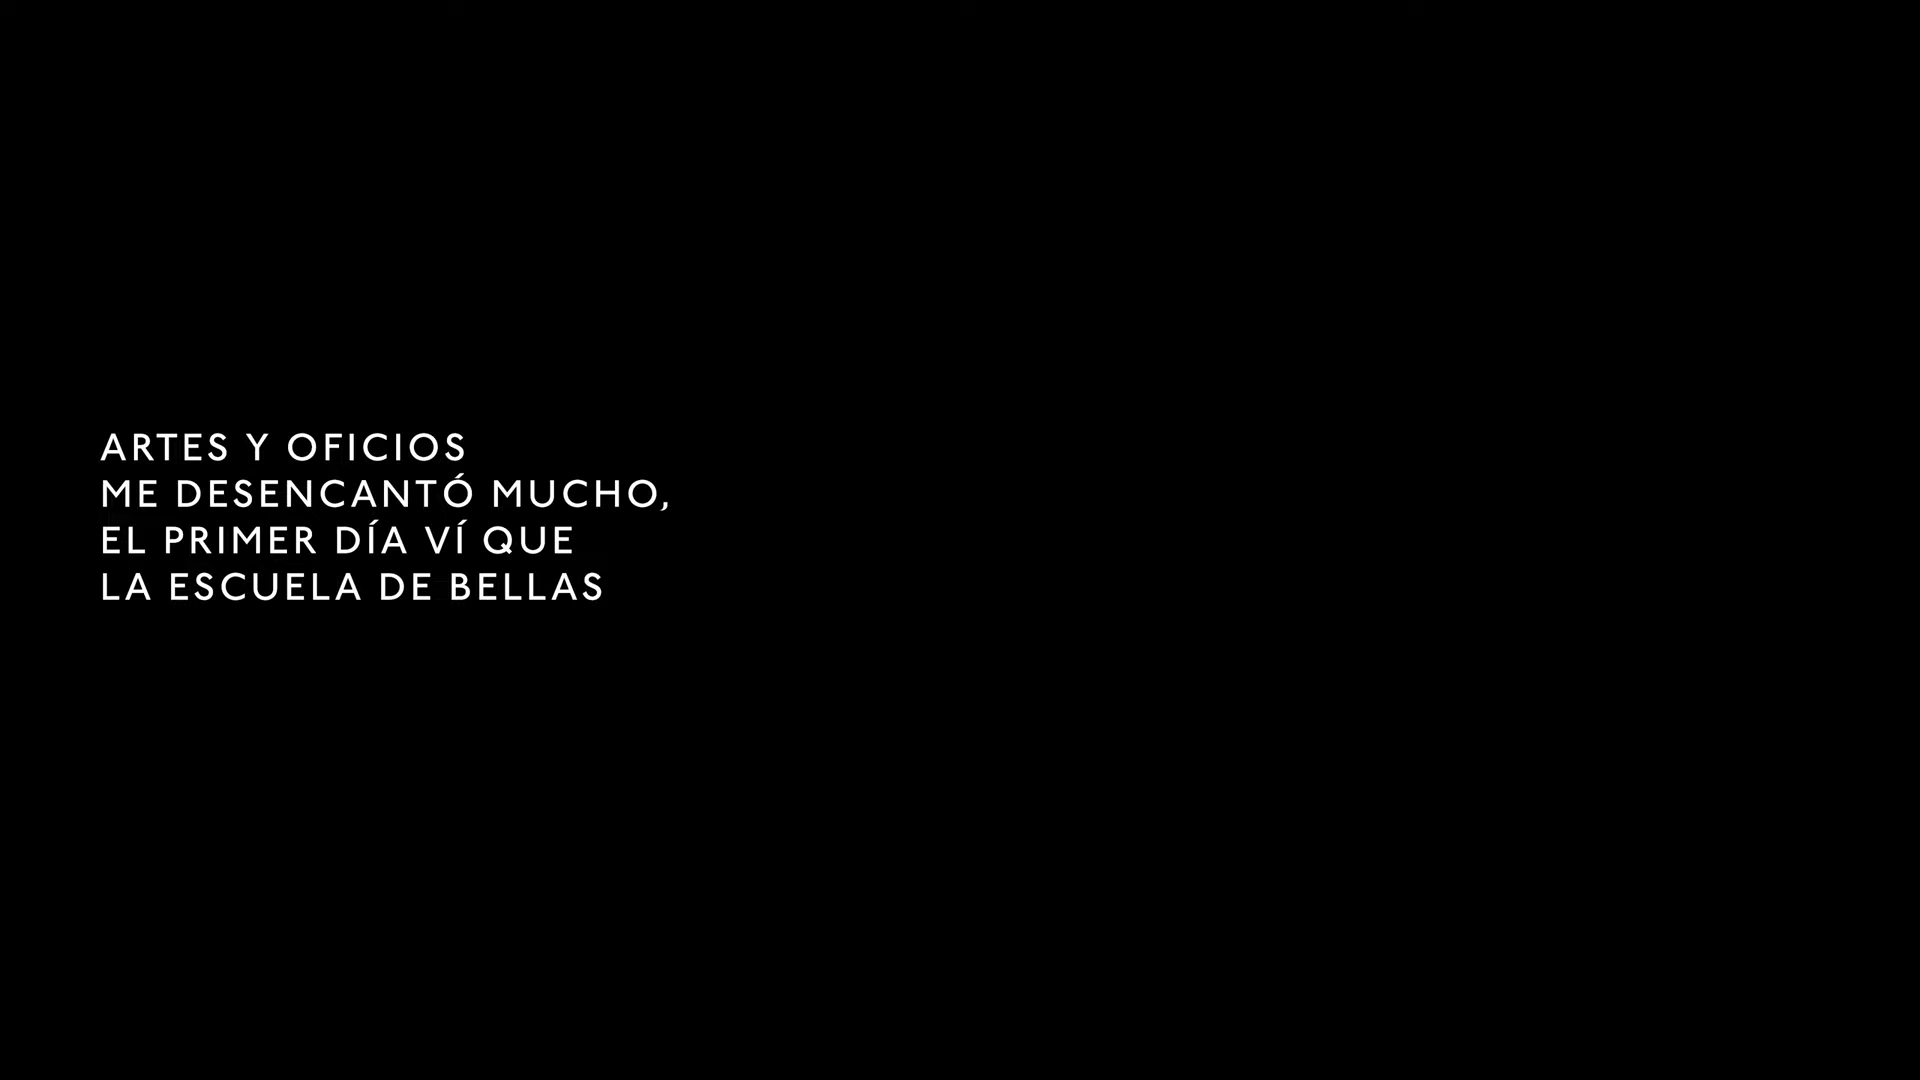 ARTES Y OFICIOS
ME DESENCANTÓ MUCHO,
EL PRIMER DÍA VÍ QUE
LA ESCUELA DE BELLAS